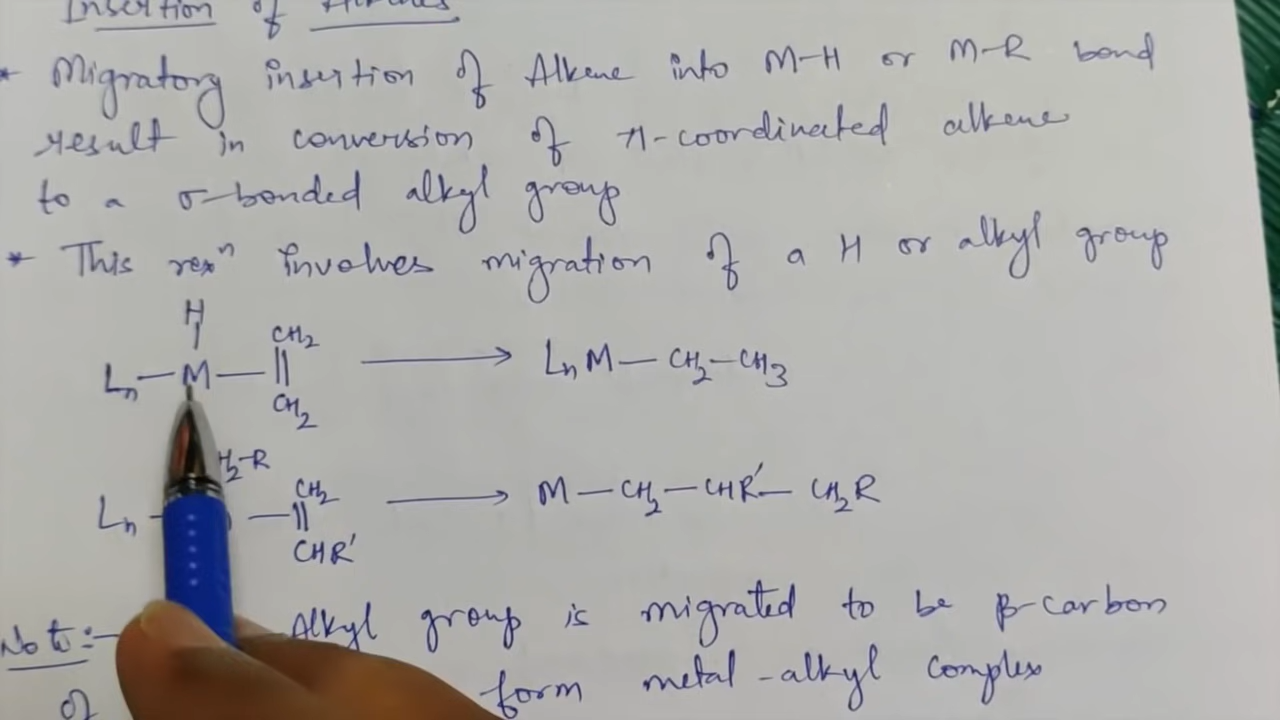 Insertion of Alkenes
* Migratory insertion of Alkene into M-H or M-R bond
result in conversion of π-coordinated alkene
to a σ-bonded alkyl group
* This rexⁿ involves migration of a H or alkyl group
H
CH₂
Lₙ—M—|| ⟶ LₙM—CH₂—CH₃
CH₂
H₂-R
CH₂
Lₙ — —|| ⟶ M—CH₂—CHR'—CH₂R
CHR'
Note:- Alkyl group is migrated to be β-carbon
of form metal-alkyl complex